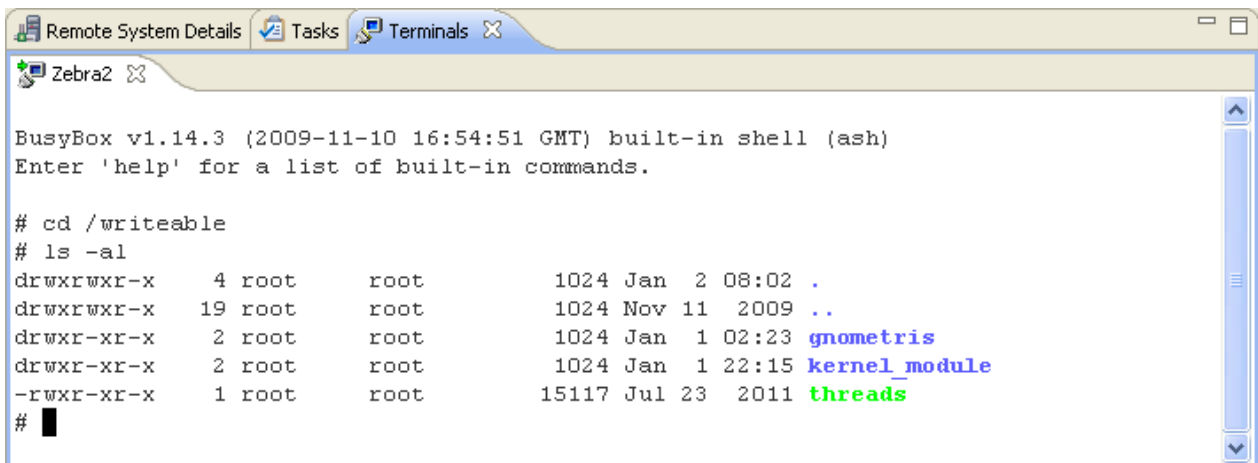 Remote System Details Tasks Terminals
Zebra2
BusyBox v1.14.3 (2009-11-10 16:54:51 GMT) built-in shell (ash)
Enter 'help' for a list of built-in commands.
# cd /writeable
# ls -al
drwxrwxr-x    4 root     root         1024 Jan  2 08:02 .
drwxrwxr-x   19 root     root         1024 Nov 11  2009 ..
drwxr-xr-x    2 root     root         1024 Jan  1 02:23 gnometris
drwxr-xr-x    2 root     root         1024 Jan  1 22:15 kernel_module
-rwxr-xr-x    1 root     root        15117 Jul 23  2011 threads
#